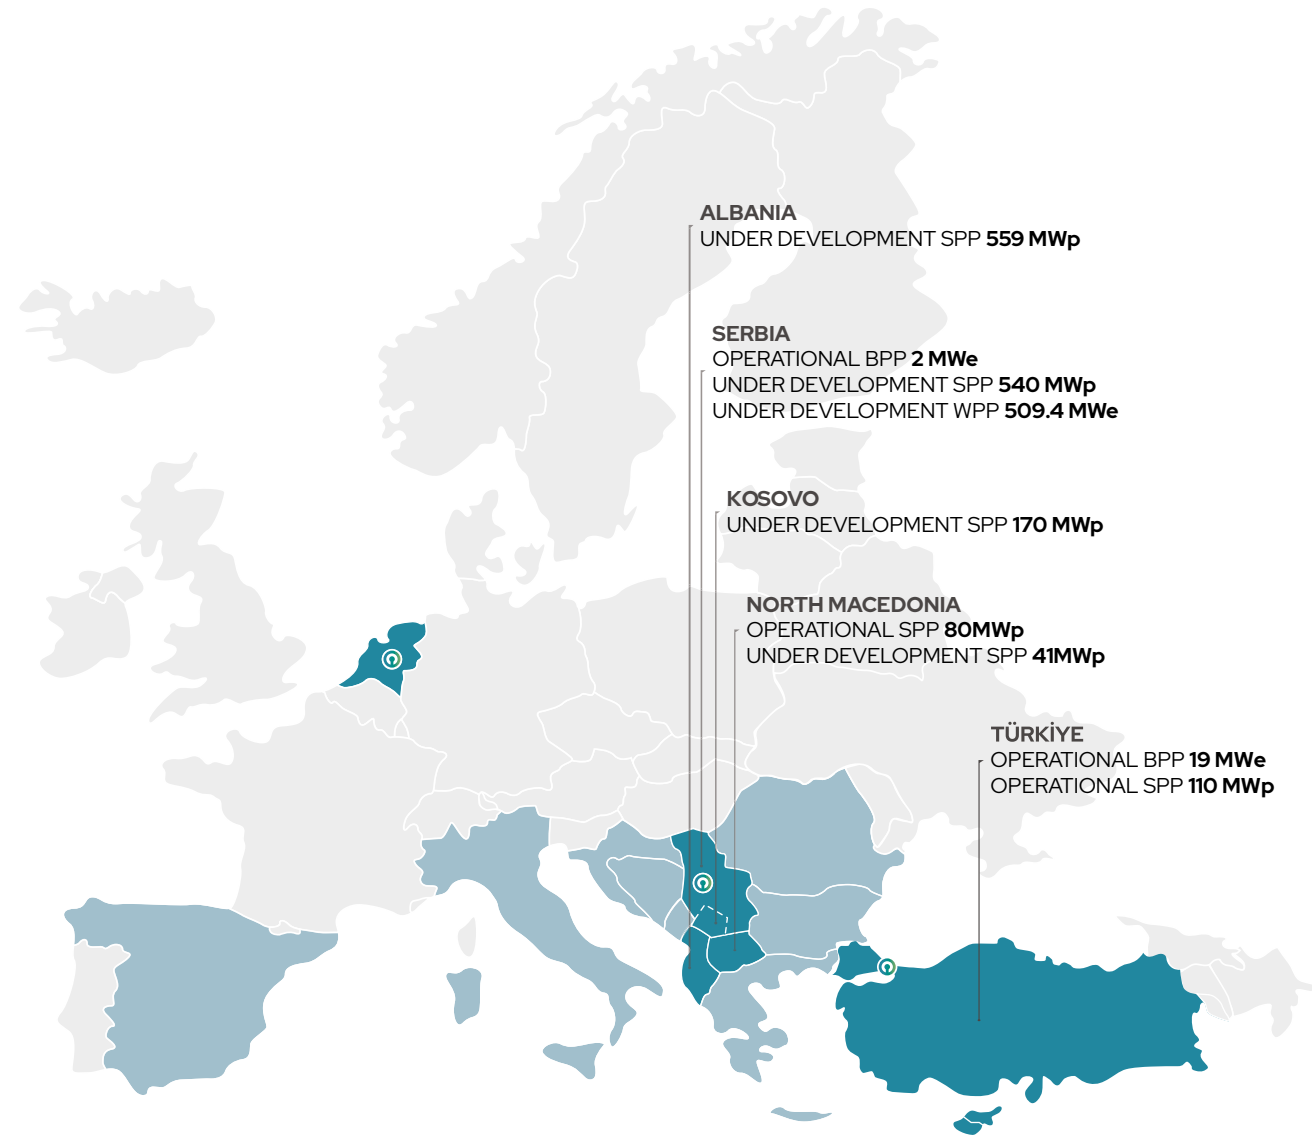 ALBANIA
UNDER DEVELOPMENT SPP 559 MWp
SERBIA
OPERATIONAL BPP 2 MWe
UNDER DEVELOPMENT SPP 540 MWp
UNDER DEVELOPMENT WPP 509.4 MWe
KOSOVO
UNDER DEVELOPMENT SPP 170 MWp
NORTH MACEDONIA
OPERATIONAL SPP 80MWp
UNDER DEVELOPMENT SPP 41MWp
TÜRKİYE
OPERATIONAL BPP 19 MWe
OPERATIONAL SPP 110 MWp